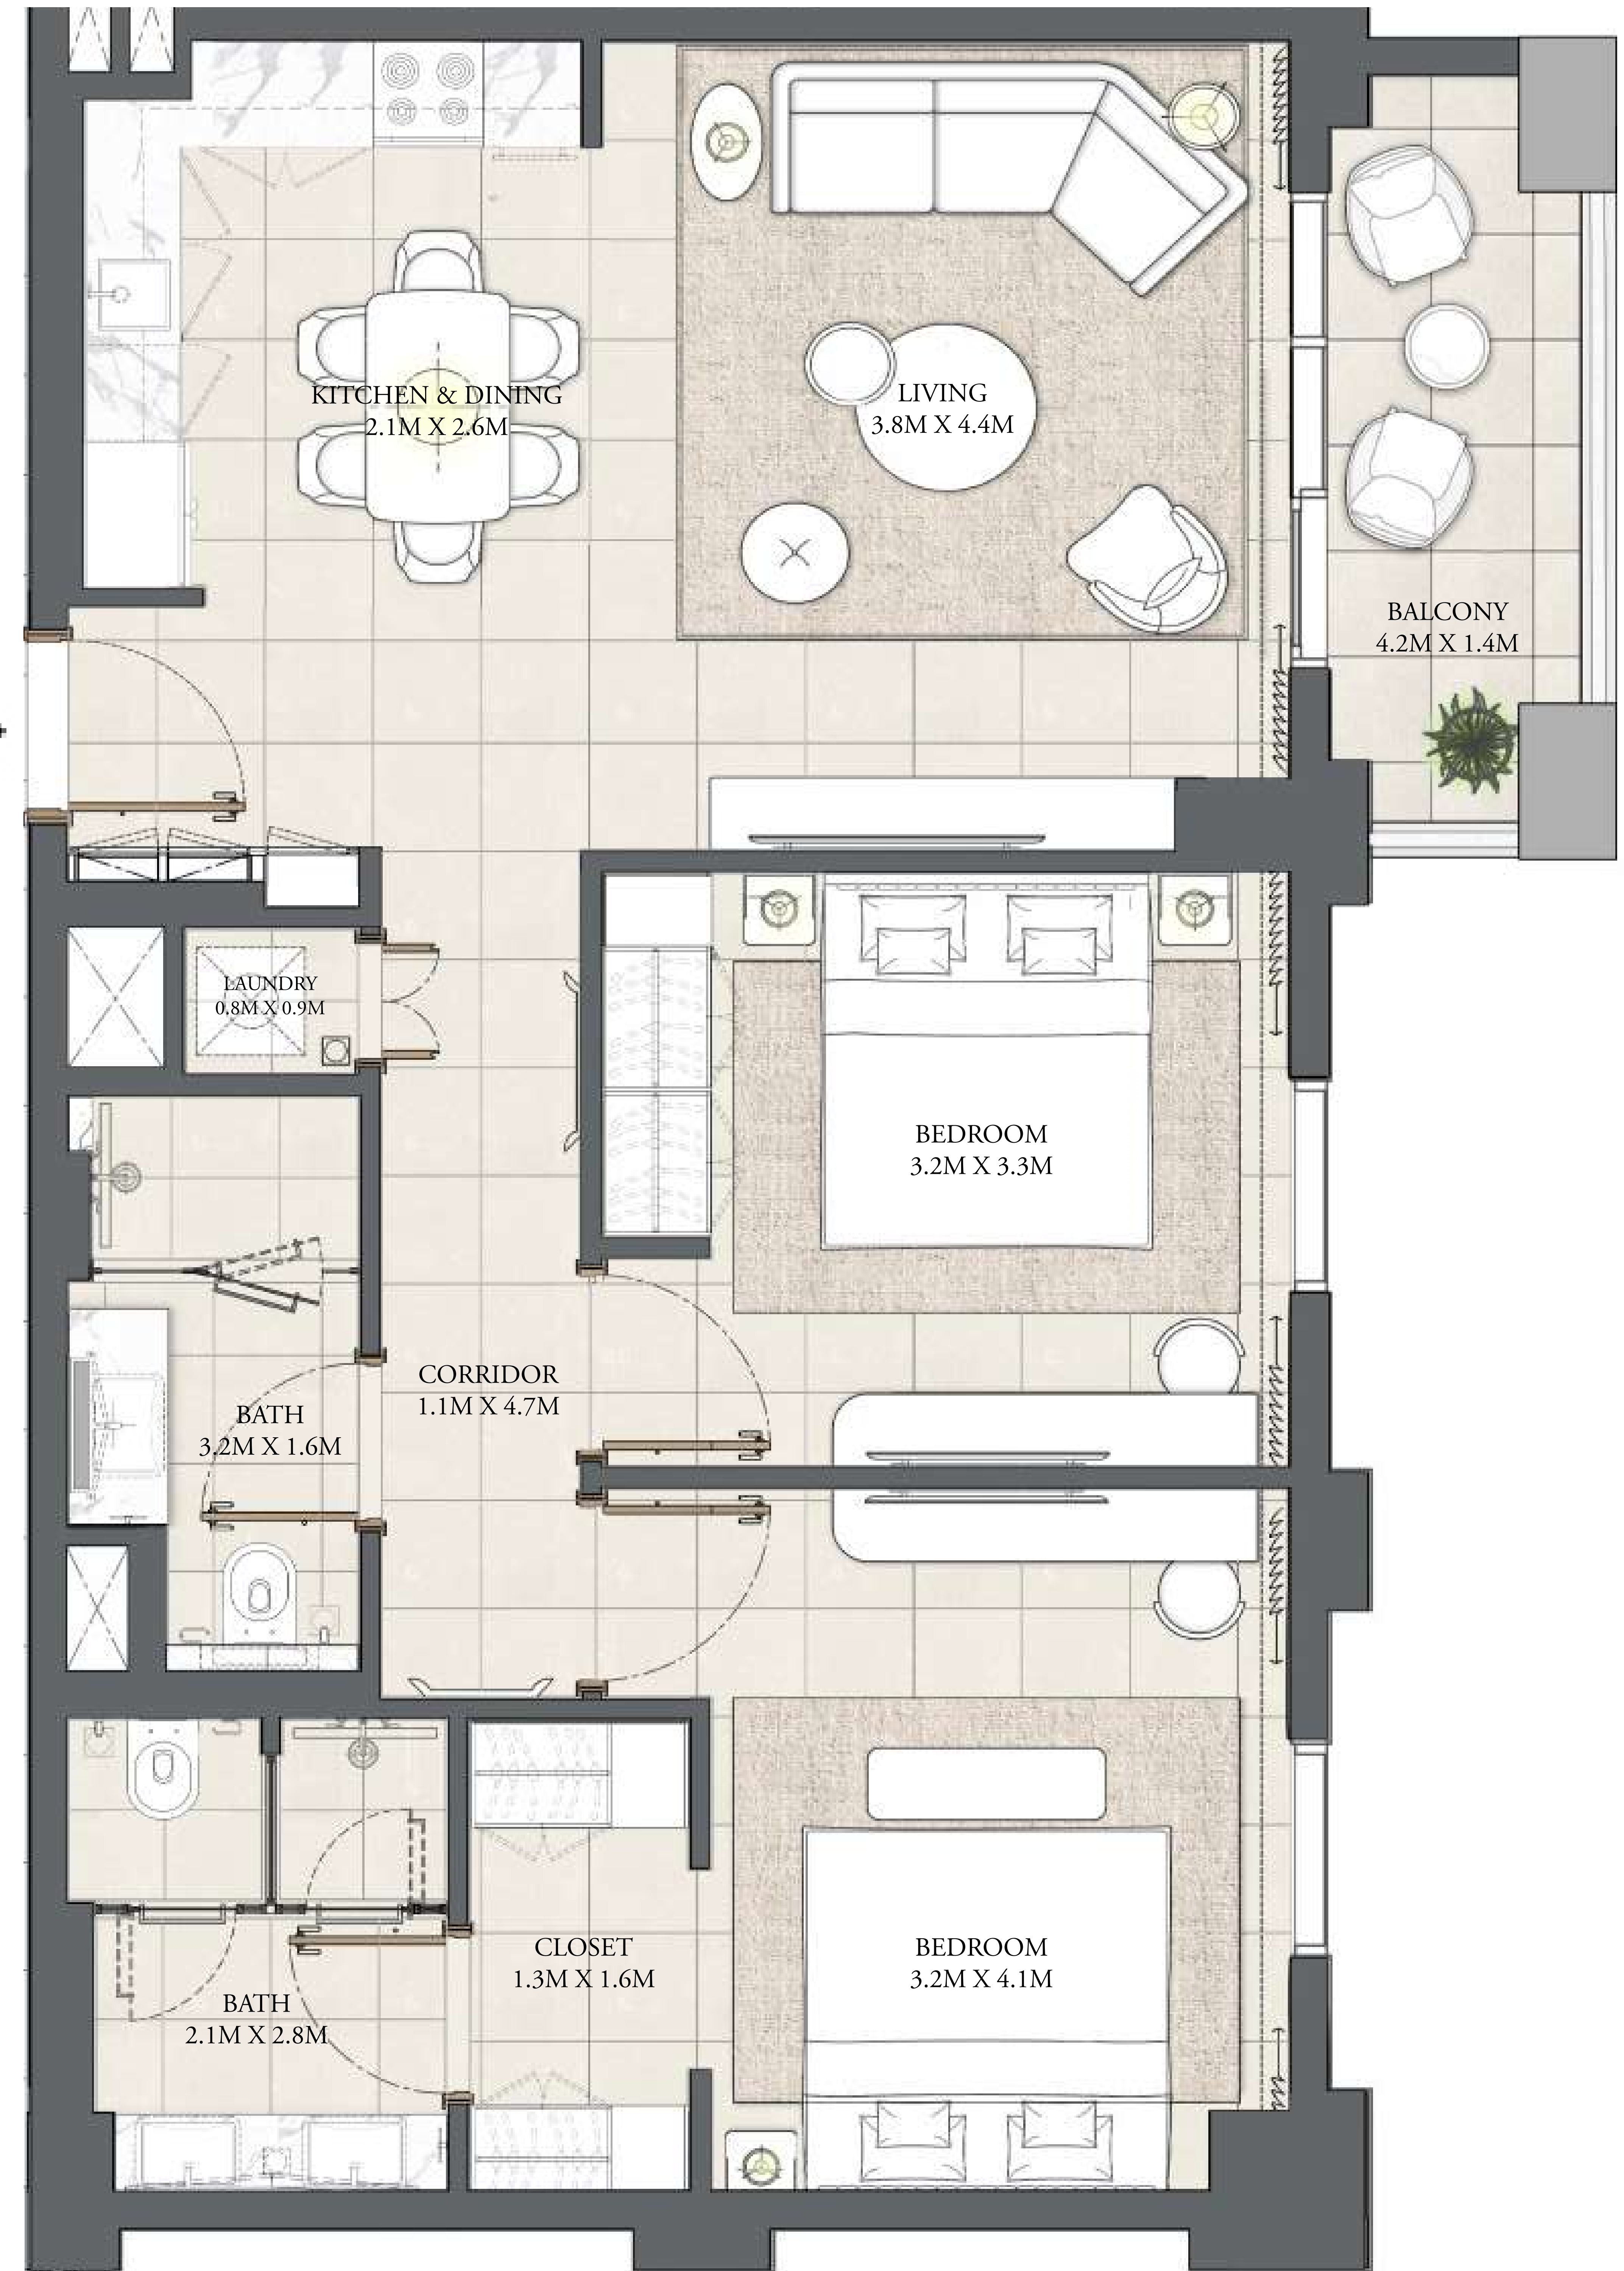 KITCHEN & DINING
2.1M X 2.6M
LIVING
3.8M X 4.4M
BALCONY
4.2M X 1.4M
LAUNDRY
0.8M X 0.9M
BEDROOM
3.2M X 3.3M
CORRIDOR
1.1M X 4.7M
BATH
3.2M X 1.6M
CLOSET
1.3M X 1.6M
BEDROOM
3.2M X 4.1M
BATH
2.1M X 2.8M